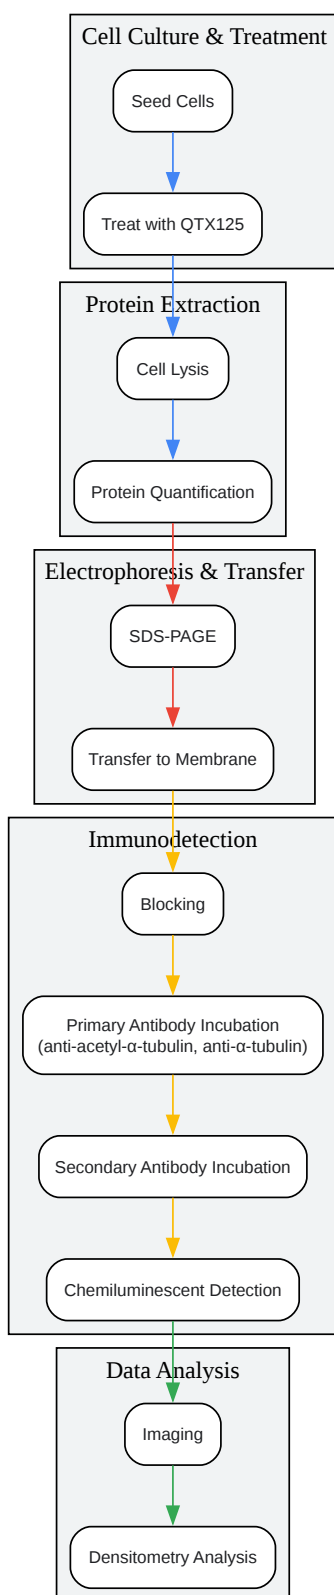 Cell Culture & Treatment
Seed Cells
Treat with QTX125
Protein Extraction
Cell Lysis
Protein Quantification
Electrophoresis & Transfer
SDS-PAGE
Transfer to Membrane
Immunodetection
Blocking
Primary Antibody Incubation
(anti-acetyl-α-tubulin, anti-α-tubulin)
Secondary Antibody Incubation
Chemiluminescent Detection
Data Analysis
Imaging
Densitometry Analysis